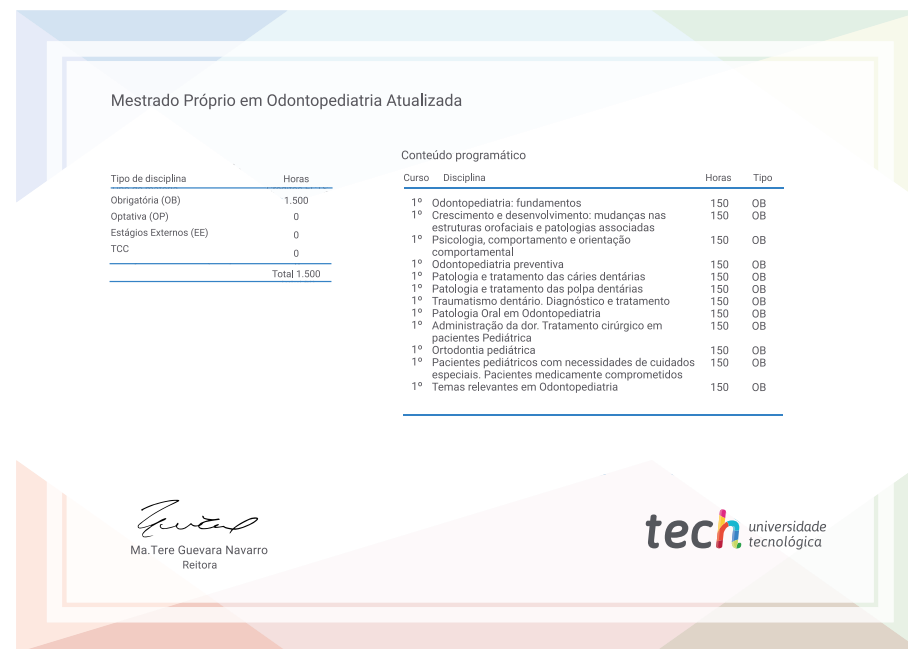 Mestrado Próprio em Odontopediatria Atualizada
Tipo de disciplina Horas
Obrigatória (OB) 1.500
Optativa (OP) 0
Estágios Externos (EE) 0
TCC 0
Total 1.500
Conteúdo programático
Curso Disciplina Horas Tipo
1º Odontopediatria: fundamentos 150 OB
1º Crescimento e desenvolvimento: mudanças nas 150 OB
estruturas orofaciais e patologias associadas
1º Psicologia, comportamento e orientação 150 OB
comportamental
1º Odontopediatria preventiva 150 OB
1º Patologia e tratamento das cáries dentárias 150 OB
1º Patologia e tratamento das polpa dentárias 150 OB
1º Traumatismo dentário. Diagnóstico e tratamento 150 OB
1º Patologia Oral em Odontopediatria 150 OB
1º Administração da dor. Tratamento cirúrgico em 150 OB
pacientes Pediátrica
1º Ortodontia pediátrica 150 OB
1º Pacientes pediátricos com necessidades de cuidados 150 OB
especiais. Pacientes medicamente comprometidos
1º Temas relevantes em Odontopediatria 150 OB
Ma.Tere Guevara Navarro
Reitora
tech universidade
tecnológica